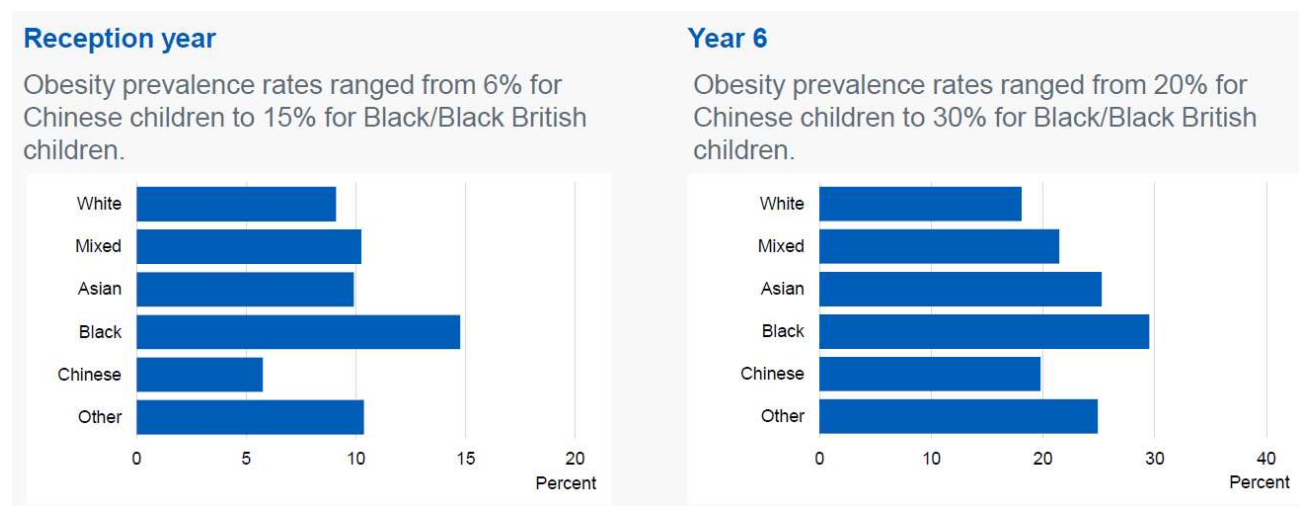 Reception year
Obesity prevalence rates ranged from 6% for
Chinese children to 15% for Black/Black British
children.
White
Mixed
Asian
Black
Chinese
Other
0 5 10 15 20
Percent
Year 6
Obesity prevalence rates ranged from 20% for
Chinese children to 30% for Black/Black British
children.
White
Mixed
Asian
Black
Chinese
Other
0 10 20 30 40
Percent